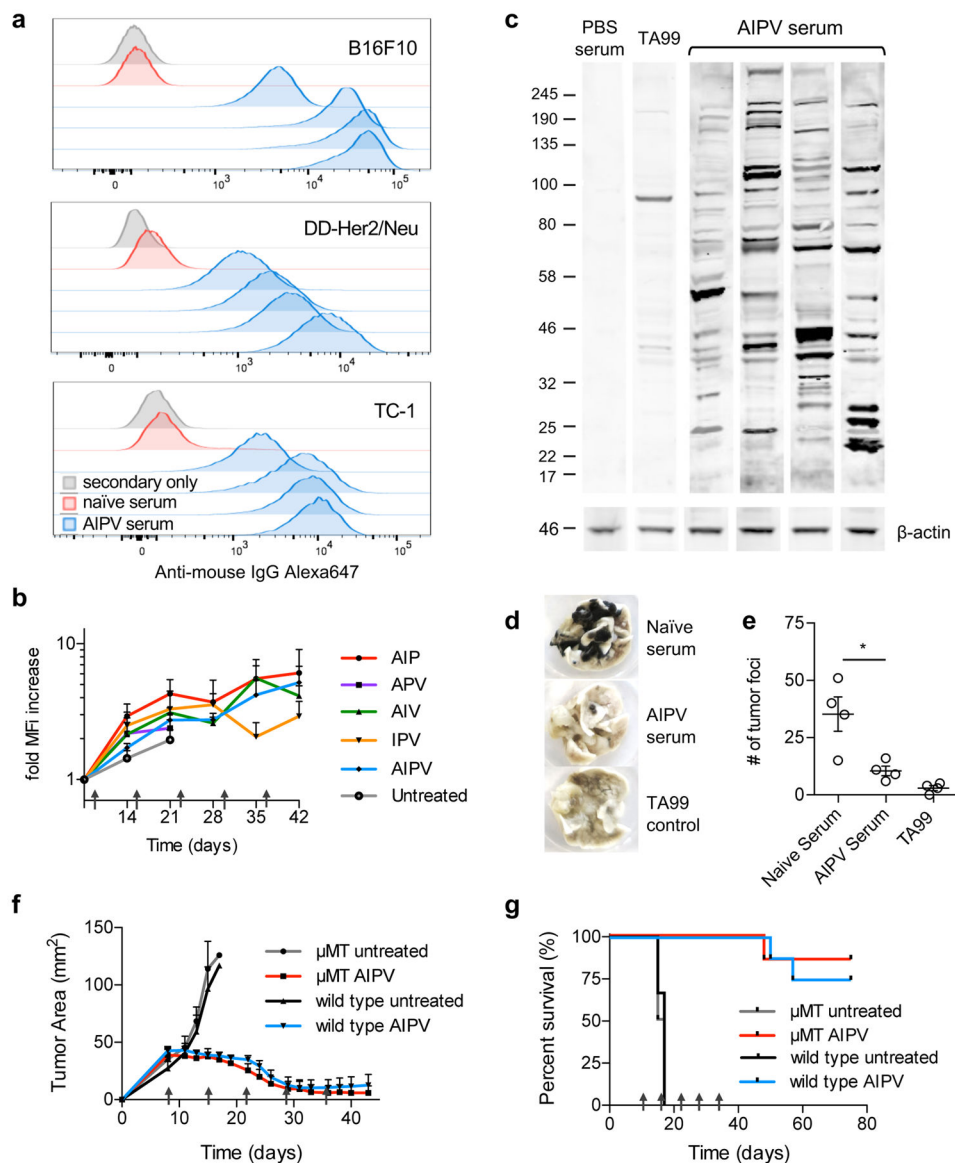 a
B16F10
0 10³ 10⁴ 10⁵
DD-Her2/Neu
0 10³ 10⁴
TC-1
secondary only
naïve serum
AIPV serum
0 10³ 10⁴ 10⁵
Anti-mouse IgG Alexa647
b
fold MFi increase
10
1
14 21 28 35 42
Time (days)
AIP
APV
AIV
IPV
AIPV
Untreated
c
PBS serum
TA99
AIPV serum
245
190
135
100
80
58
46
32
25
22
17
46
β-actin
d
Naïve serum
AIPV serum
TA99 control
e
# of tumor foci
75
50
25
0
Naive Serum
AIPV Serum
TA99
*
f
Tumor Area (mm²)
150
100
50
0
0 10 20 30 40
Time (days)
µMT untreated
µMT AIPV
wild type untreated
wild type AIPV
g
Percent survival (%)
100
75
50
25
0
0 20 40 60 80
Time (days)
µMT untreated
µMT AIPV
wild type untreated
wild type AIPV